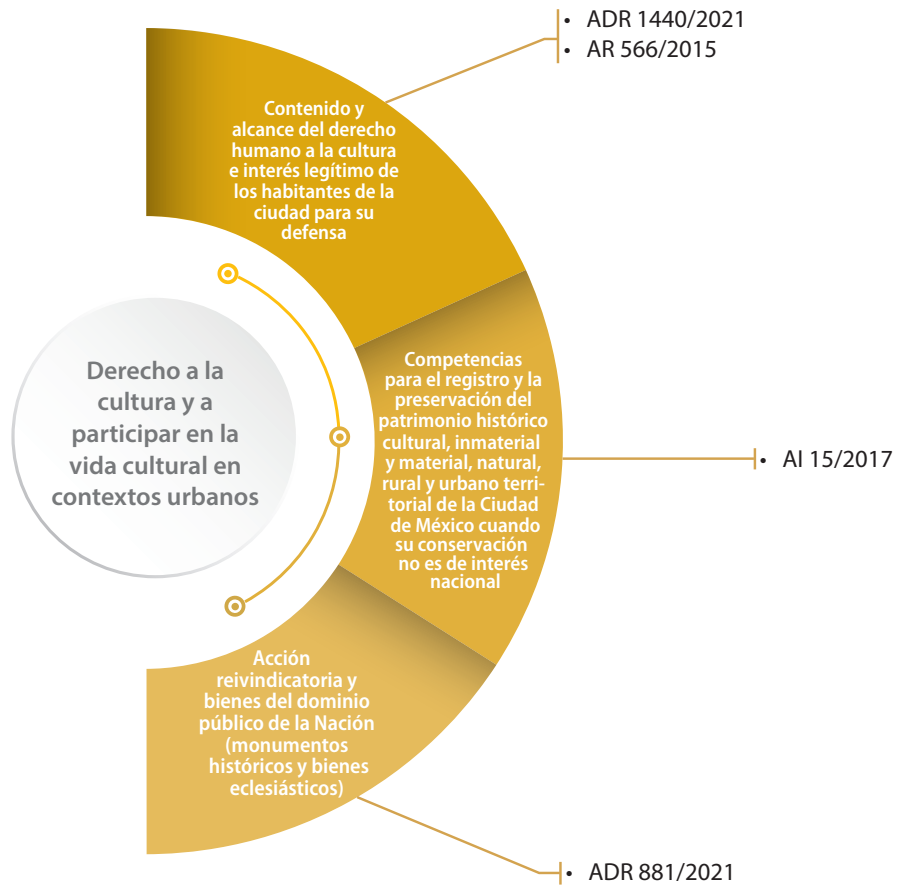 • ADR 1440/2021
• AR 566/2015
Contenido y
alcance del derecho
humano a la cultura
e interés legítimo de
los habitantes de la
ciudad para su
defensa
Derecho a la
cultura y a
participar en la
vida cultural en
contextos urbanos
Competencias
para el registro y la
preservación del
patrimonio histórico
cultural, inmaterial
y material, natural,
rural y urbano terri-
torial de la Ciudad
de México cuando
su conservación
no es de interés
nacional
• AI 15/2017
Acción
reivindicatoria y
bienes del dominio
público de la Nación
(monumentos
históricos y bienes
eclesiásticos)
• ADR 881/2021